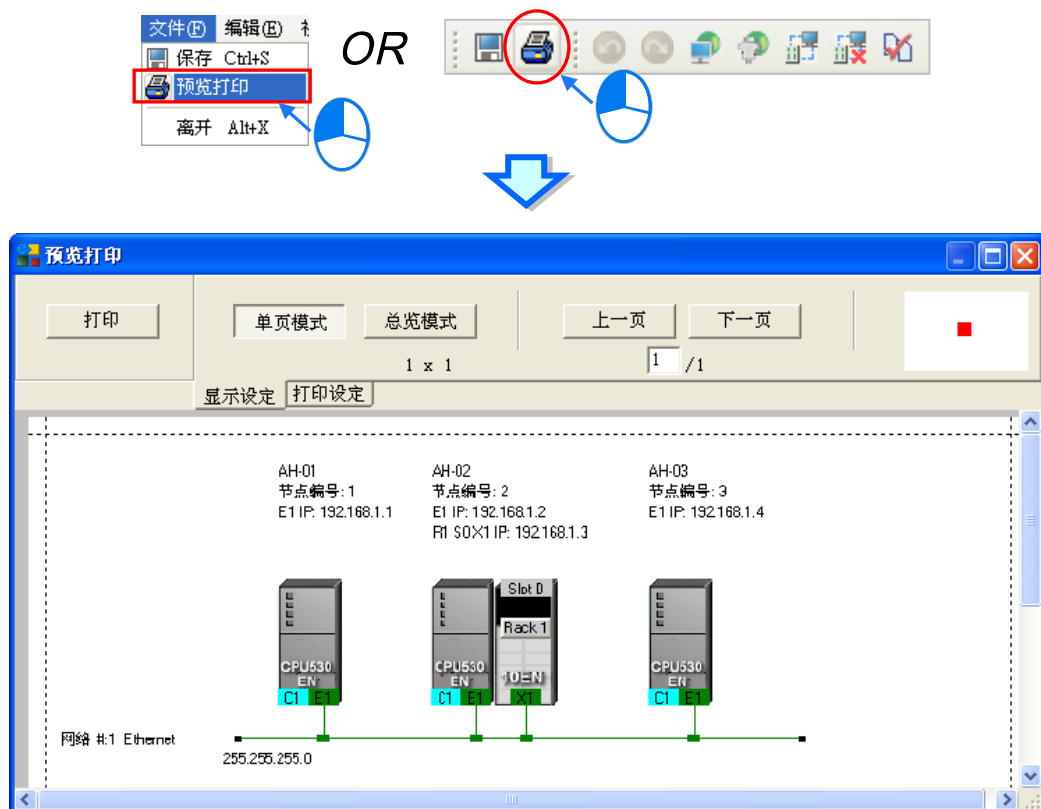 文件(F) 编辑(E)
保存 Ctrl+S
预览打印
离开 Alt+X
OR
预览打印
打印
单页模式
总览模式
上一页
下一页
1 x 1
1 /1
显示设定
打印设定
AH-01
节点编号: 1
E1 IP: 192.168.1.1
AH-02
节点编号: 2
E1 IP: 192.168.1.2
R1 S0X1 IP: 192.168.1.3
AH-03
节点编号: 3
E1 IP: 192.168.1.4
CPU530
EN
C1 E1
CPU530
EN
C1 E1
Slot 0
Rack 1
10EN
X1
CPU530
EN
C1 E1
网络 #:1 Ethernet
255.255.255.0